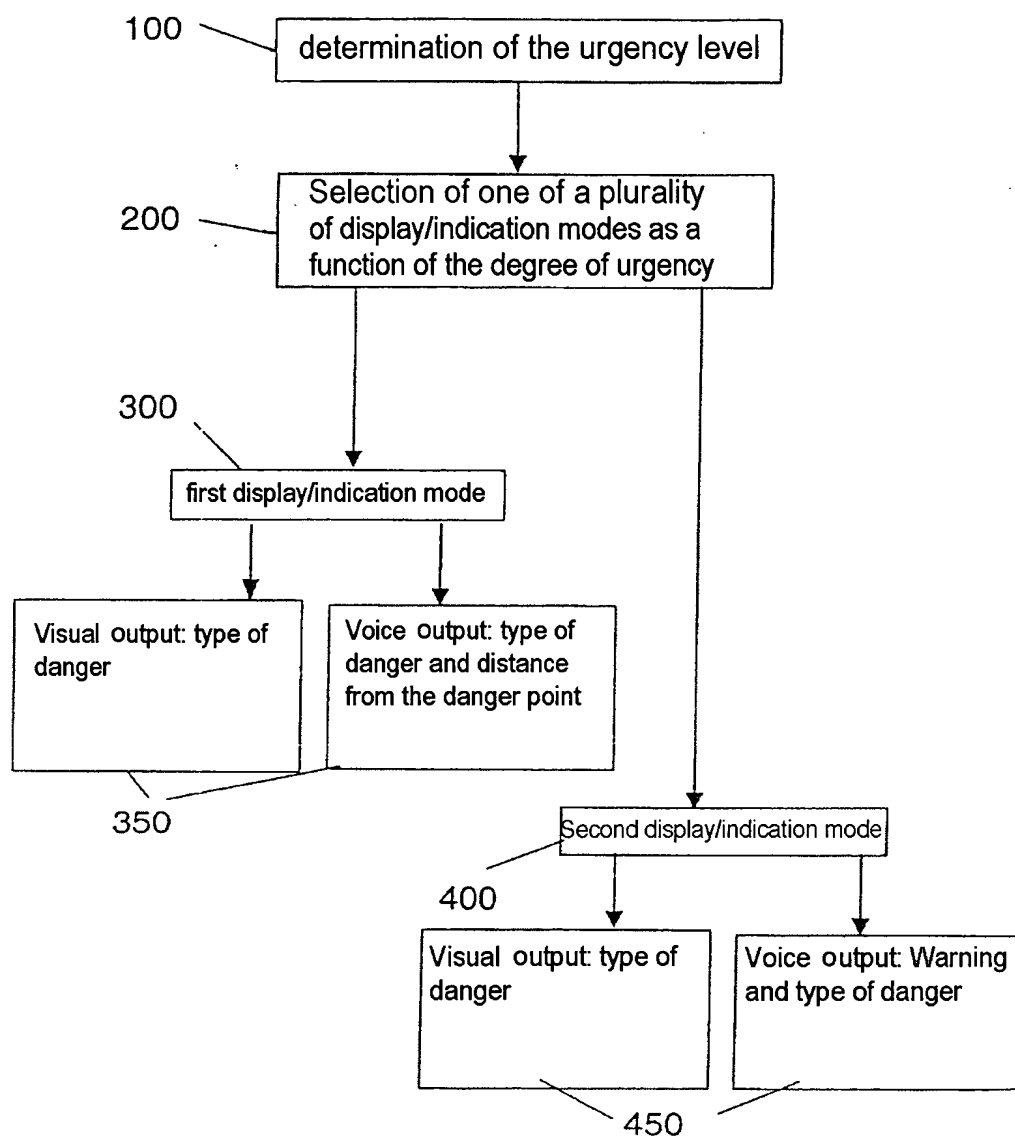 100
determination of the urgency level
200
Selection of one of a plurality
of display/indication modes as a
function of the degree of urgency
300
first display/indication mode
Visual output: type of
danger
Voice output: type of
danger and distance
from the danger point
350
Second display/indication mode
400
Visual output: type of
danger
Voice output: Warning
and type of danger
450